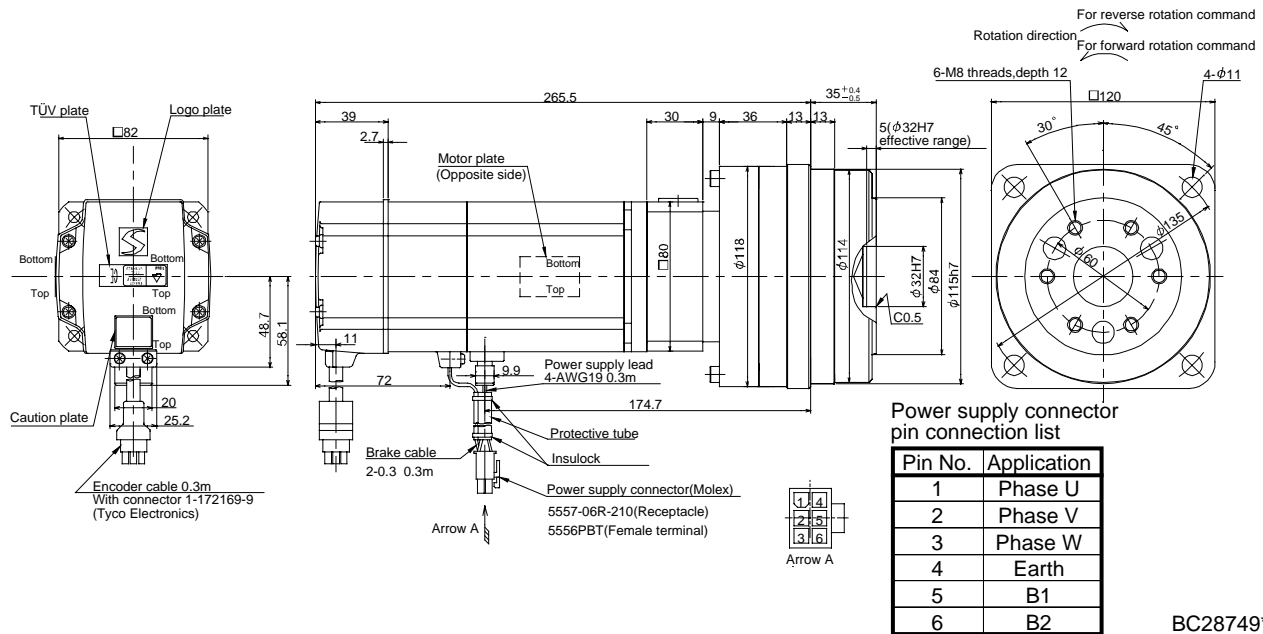 For reverse rotation command
Rotation direction
For forward rotation command
6-M8 threads,depth 12
4-ϕ11
265.5
35 +0.4 -0.5
□120
TÜV plate
Logo plate
□82
39
30
9
36
13
13
5(ϕ32H7
effective range)
30°
45°
2.7
Motor plate
(Opposite side)
Bottom
Top
Bottom
Bottom
Top
Top
Bottom
Top
□80
ϕ118
ϕ114
ϕ32H7
ϕ84
ϕ115h7
ϕ135
ϕ60
C0.5
48.7
58.1
11
72
9.9
Power supply lead
4-AWG19 0.3m
174.7
Caution plate
20
25.2
Protective tube
Brake cable
2-0.3 0.3m
Insulock
Encoder cable 0.3m
With connector 1-172169-9
(Tyco Electronics)
Power supply connector(Molex)
5557-06R-210(Receptacle)
5556PBT(Female terminal)
Arrow A
1 4
2 5
3 6
Arrow A
Power supply connector
pin connection list
Pin No. Application
1 Phase U
2 Phase V
3 Phase W
4 Earth
5 B1
6 B2
BC28749